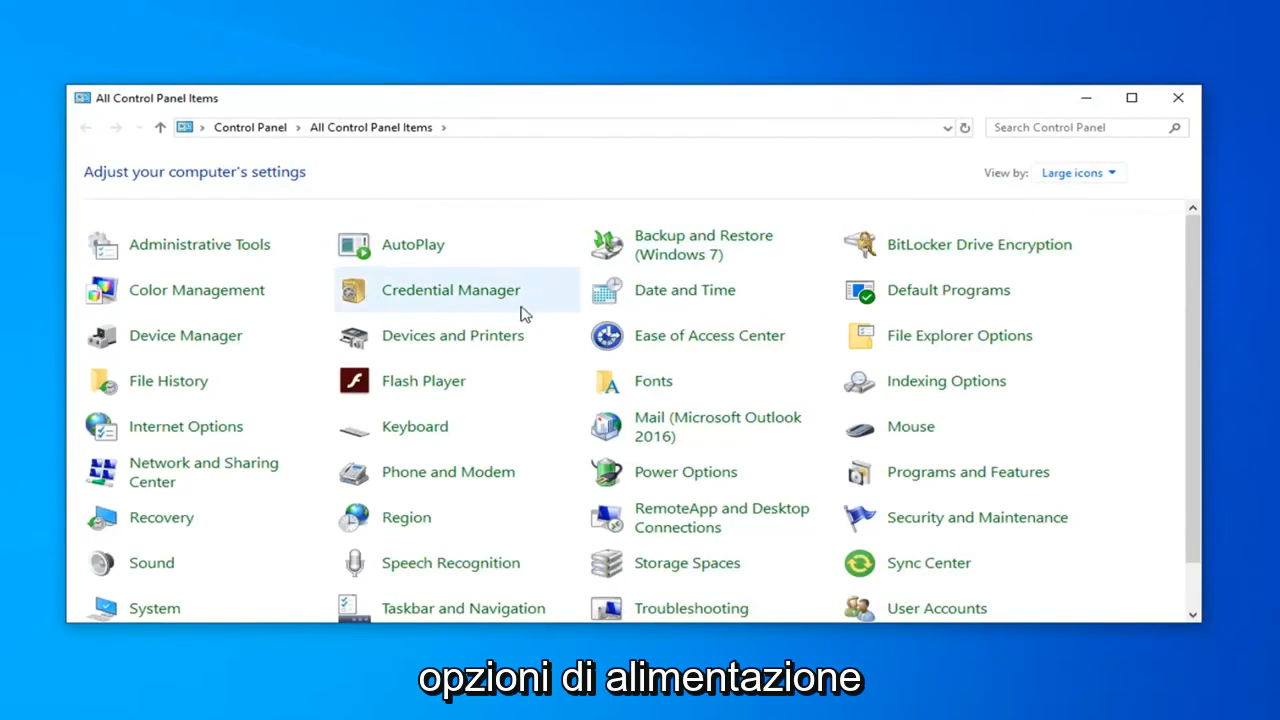 All Control Panel Items
Control Panel > All Control Panel Items >
Search Control Panel
Adjust your computer's settings
View by: Large icons
Administrative Tools
AutoPlay
Backup and Restore
(Windows 7)
BitLocker Drive Encryption
Color Management
Credential Manager
Date and Time
Default Programs
Device Manager
Devices and Printers
Ease of Access Center
File Explorer Options
File History
Flash Player
Fonts
Indexing Options
Internet Options
Keyboard
Mail (Microsoft Outlook
2016)
Mouse
Network and Sharing
Center
Phone and Modem
Power Options
Programs and Features
Recovery
Region
RemoteApp and Desktop
Connections
Security and Maintenance
Sound
Speech Recognition
Storage Spaces
Sync Center
System
Taskbar and Navigation
Troubleshooting
User Accounts
opzioni di alimentazione